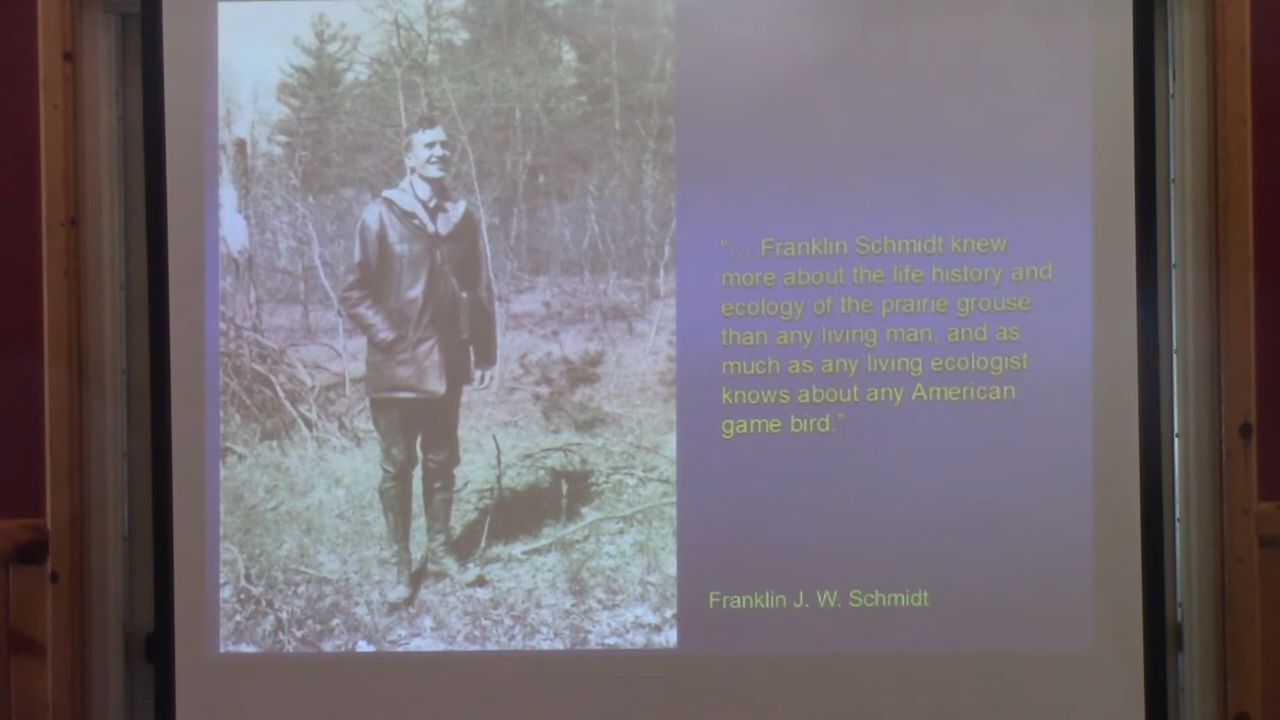 "....Franklin Schmidt knew
more about the life history and
ecology of the prairie grouse
than any living man, and as
much as any living ecologist
knows about any American
game bird."
Franklin J. W. Schmidt